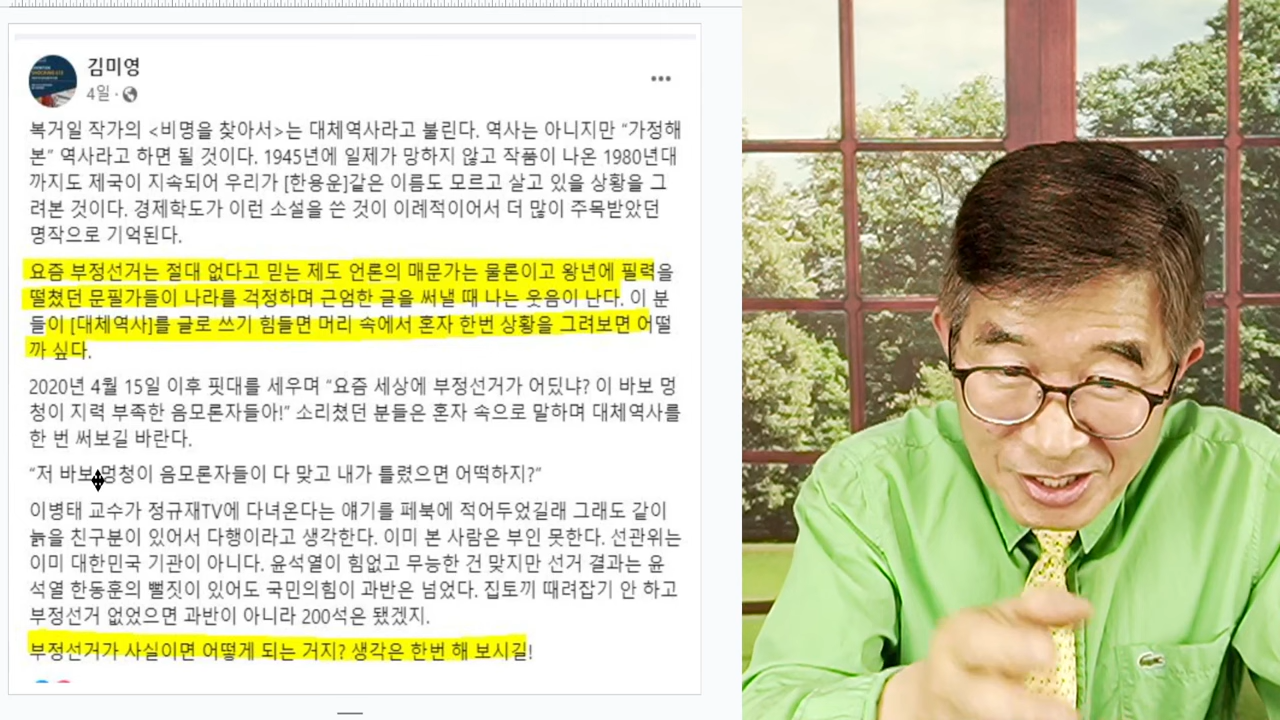 김미영
4일 ·
복거일 작가의 <비명을 찾아서>는 대체역사라고 불린다. 역사는 아니지만 “가정해
본” 역사라고 하면 될 것이다. 1945년에 일제가 망하지 않고 작품이 나온 1980년대
까지도 제국이 지속되어 우리가 [한용운]같은 이름도 모르고 살고 있을 상황을 그
려본 것이다. 경제학도가 이런 소설을 쓴 것이 이례적이어서 더 많이 주목받았던
명작으로 기억된다.
요즘 부정선거는 절대 없다고 믿는 제도 언론의 매문가는 물론이고 왕년에 필력을
떨쳤던 문필가들이 나라를 걱정하며 근엄한 글을 써낼 때 나는 웃음이 난다. 이 분
들이 [대체역사]를 글로 쓰기 힘들면 머리 속에서 혼자 한번 상황을 그려보면 어떨
까 싶다.
2020년 4월 15일 이후 핏대를 세우며 “요즘 세상에 부정선거가 어딨냐? 이 바보 멍
청이 지력 부족한 음모론자들아!” 소리쳤던 분들은 혼자 속으로 말하며 대체역사를
한 번 써보길 바란다.
“저 바보 멍청이 음모론자들이 다 맞고 내가 틀렸으면 어떡하지?”
이병태 교수가 정규재TV에 다녀온다는 얘기를 페북에 적어두었길래 그래도 같이
늙을 친구분이 있어서 다행이라고 생각한다. 이미 본 사람은 부인 못한다. 선관위는
이미 대한민국 기관이 아니다. 윤석열이 힘없고 무능한 건 맞지만 선거 결과는 윤
석열 한동훈의 뻘짓이 있어도 국민의힘이 과반은 넘었다. 집토끼 때려잡기 안 하고
부정선거 없었으면 과반이 아니라 200석은 됐겠지.
부정선거가 사실이면 어떻게 되는 거지? 생각은 한번 해 보시길!